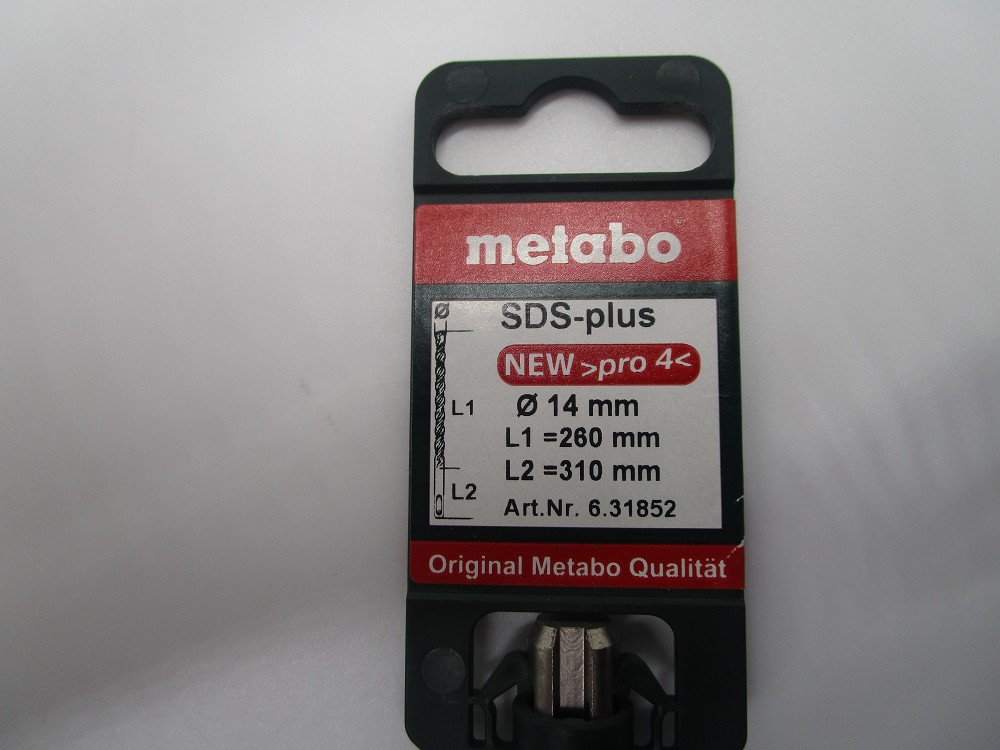 metabo
Ø
SDS-plus
NEW >pro 4<
Ø 14 mm
L1
L1 =260 mm
L2 =310 mm
L2
Art.Nr. 6.31852
Original Metabo Qualität